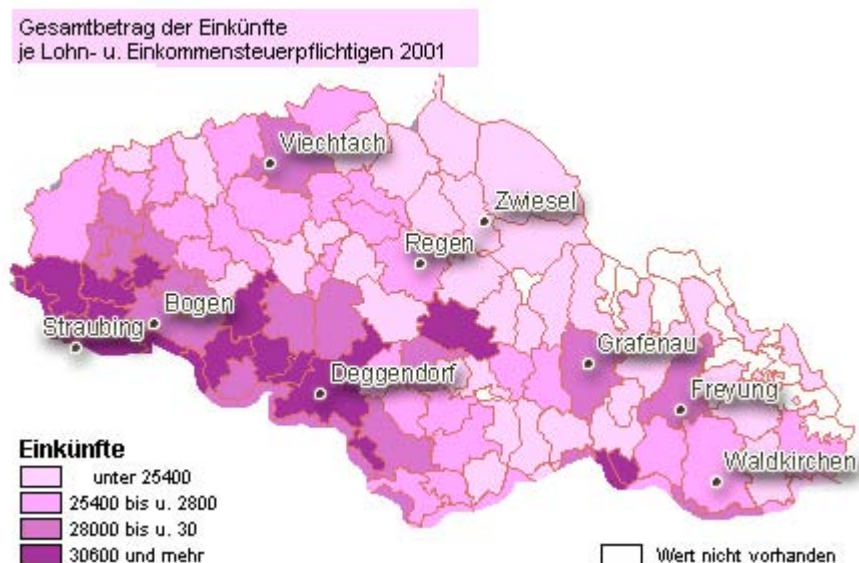 Gesamtbetrag der Einkünfte
je Lohn- u. Einkommensteuerpflichtigen 2001
Viechtach
Zwiesel
Regen
Bogen
Straubing
Grafenau
Deggendorf
Freyung
Waldkirchen
Einkünfte
unter 25400
25400 bis u. 2800
28000 bis u. 30
30600 und mehr
Wert nicht vorhanden